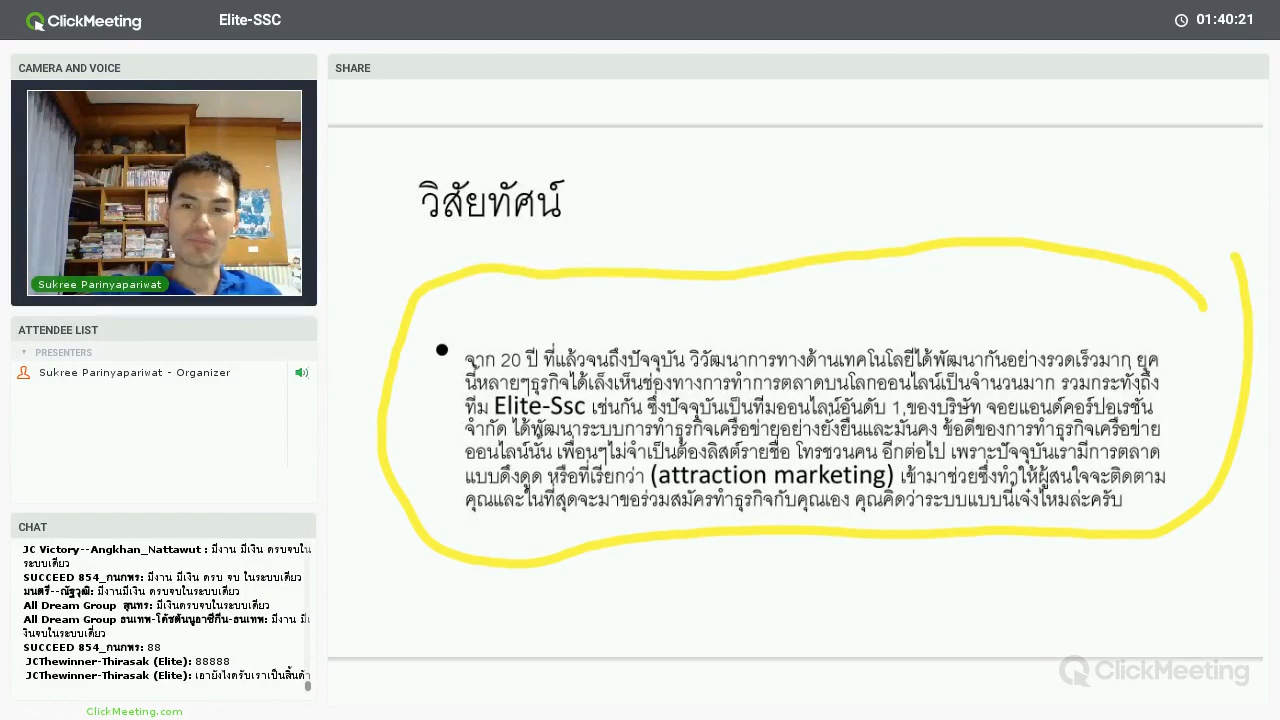 ClickMeeting
Elite-SSC
01:40:21
CAMERA AND VOICE
Sukree Parinyapariwat
ATTENDEE LIST
PRESENTERS
Sukree Parinyapariwat - Organizer
CHAT
JC Victory--Angkhan_Nattawut : มีงาน มีเงิน ครบจบใน
ระบบเดียว
SUCCEED 854_กนกพร: มีงาน มีเงิน ครบ จบ ในระบบเดียว
มนตรี--ณัฐวุฒิ: มีงานมีเงิน ครบจบในระบบเดียว
All Dream Group สุนทร: มีเงินครบจบในระบบเดียว
All Dream Group ธนเทพ-โค้ชตันนูอาซีกีน-ธนเทพ: มีงาน มีเ
งินจบในระบบเดียว
SUCCEED 854_กนกพร: 88
JCThewinner-Thirasak (Elite): 88888
JCThewinner-Thirasak (Elite): เอายังไงครับเราเป็นสิ้นค้า
ClickMeeting.com
SHARE
วิสัยทัศน์
• จาก 20 ปี ที่แล้วจนถึงปัจจุบัน วิวัฒนาการทางด้านเทคโนโลยีได้พัฒนากันอย่างรวดเร็วมาก ยุค
นี้หลายๆธุรกิจได้เล็งเห็นช่องทางการทำการตลาดบนโลกออนไลน์เป็นจำนวนมาก รวมกระทั่งถึง
ทีม Elite-Ssc เช่นกัน ซึ่งปัจจุบันเป็นทีมออนไลน์อันดับ 1 ของบริษัท จอยแอนด์คอร์ปอเรชั่น
จำกัด ได้พัฒนาระบบการทำธุรกิจเครือข่ายอย่างยั่งยืนและมั่นคง ข้อดีของการทำธุรกิจเครือข่าย
ออนไลน์นั้น เพื่อนๆไม่จำเป็นต้องลิสต์รายชื่อ โทรชวนคน อีกต่อไป เพราะปัจจุบันเรามีการตลาด
แบบดึงดูด หรือที่เรียกว่า (attraction marketing) เข้ามาช่วยซึ่งทำให้ผู้สนใจจะติดตาม
คุณและในที่สุดจะมาขอร่วมสมัครทำธุรกิจกับคุณเอง คุณคิดว่าระบบแบบนี้เจ๋งไหมล่ะครับ
ClickMeeting